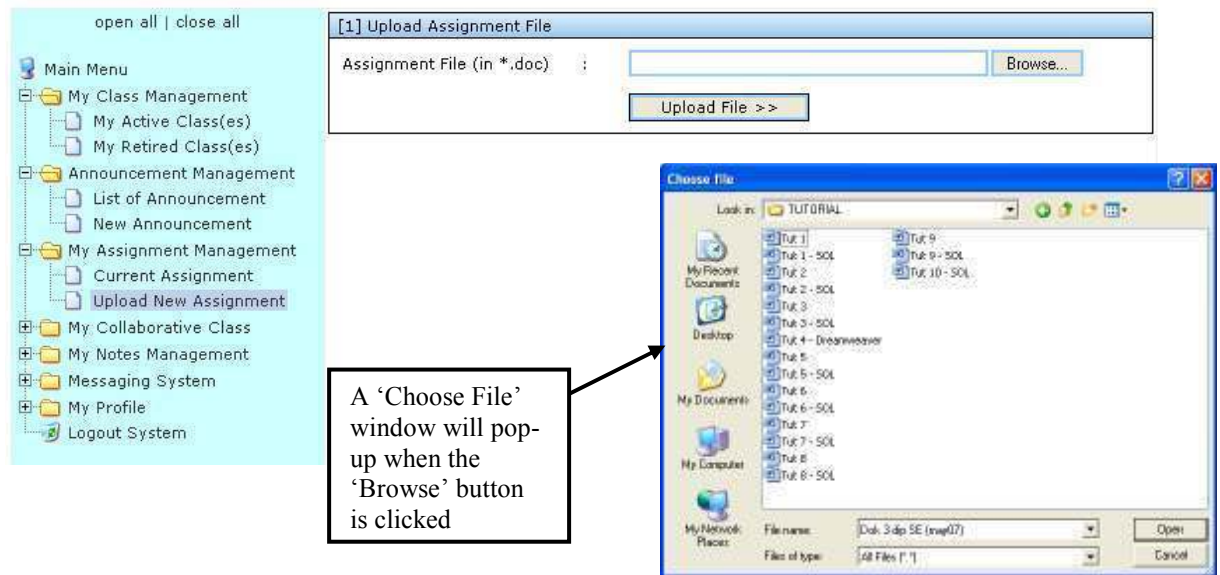 open all | close all
Main Menu
My Class Management
My Active Class(es)
My Retired Class(es)
Announcement Management
List of Announcement
New Announcement
My Assignment Management
Current Assignment
Upload New Assignment
My Collaborative Class
My Notes Management
Messaging System
My Profile
Logout System
[1] Upload Assignment File
Assignment File (in *.doc) :
Browse...
Upload File >>
A ‘Choose File’
window will pop-
up when the
‘Browse’ button
is clicked
Choose file
Look in: TUTORIAL
My Recent
Documents
Desktop
My Documents
My Computer
My Network
Places
Tut 1
Tut 1 - SOL
Tut 2
Tut 2 - SOL
Tut 3
Tut 3 - SOL
Tut 4 - Dreamweaver
Tut 5
Tut 5 - SOL
Tut 6
Tut 6 - SOL
Tut 7
Tut 7 - SOL
Tut 8
Tut 8 - SOL
Tut 9
Tut 9 - SOL
Tut 10 - SOL
File name: 3 dip SE (may07)
Open
Files of type: All Files (*.*)
Cancel